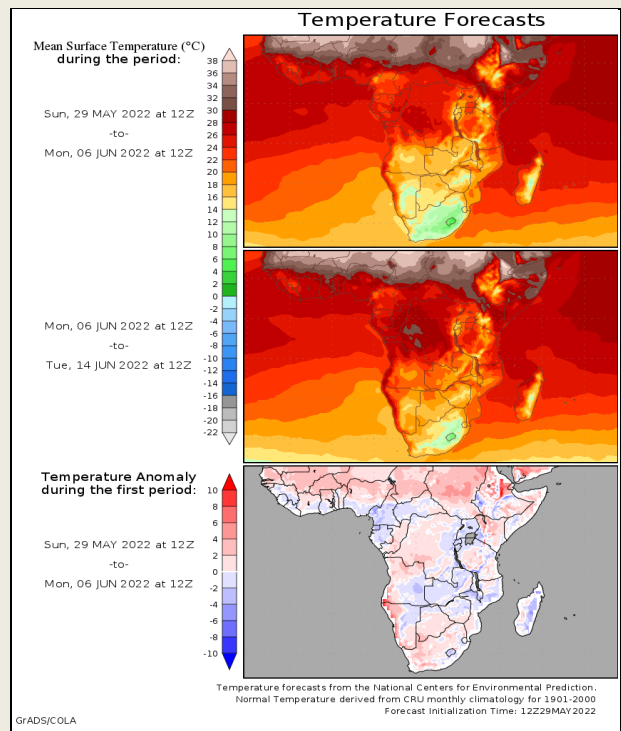 Temperature Forecasts
Mean Surface Temperature (°C)
during the period:
Sun, 29 MAY 2022 at 12Z
-to-
Mon, 06 JUN 2022 at 12Z
38
36
34
32
30
28
26
24
22
20
18
16
14
12
10
8
6
4
2
0
-2
-4
-6
-8
-10
-12
-14
-16
-18
-20
-22
Mon, 06 JUN 2022 at 12Z
-to-
Tue, 14 JUN 2022 at 12Z
Temperature Anomaly
during the first period:
Sun, 29 MAY 2022 at 12Z
-to-
Mon, 06 JUN 2022 at 12Z
10
8
6
4
2
0
-2
-4
-6
-8
-10
Temperature forecasts from the National Centers for Environmental Prediction.
Normal Temperature derived from CRU monthly climatology for 1901-2000
Forecast Initialization Time: 12Z29MAY2022
GrADS/COLA